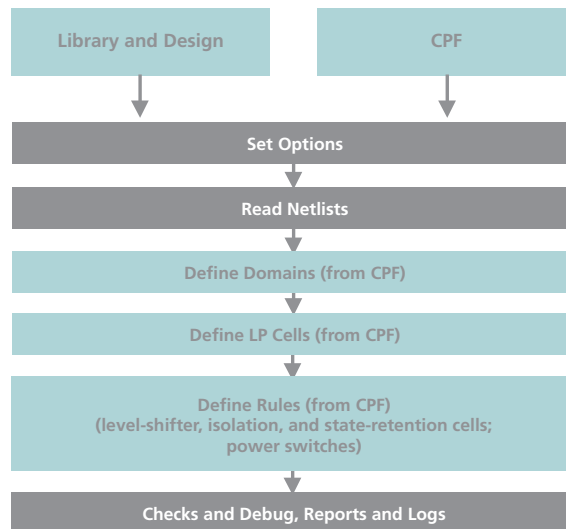 Library and Design
CPF
Set Options
Read Netlists
Define Domains (from CPF)
Define LP Cells (from CPF)
Define Rules (from CPF)
(level-shifter, isolation, and state-retention cells;
power switches)
Checks and Debug, Reports and Logs